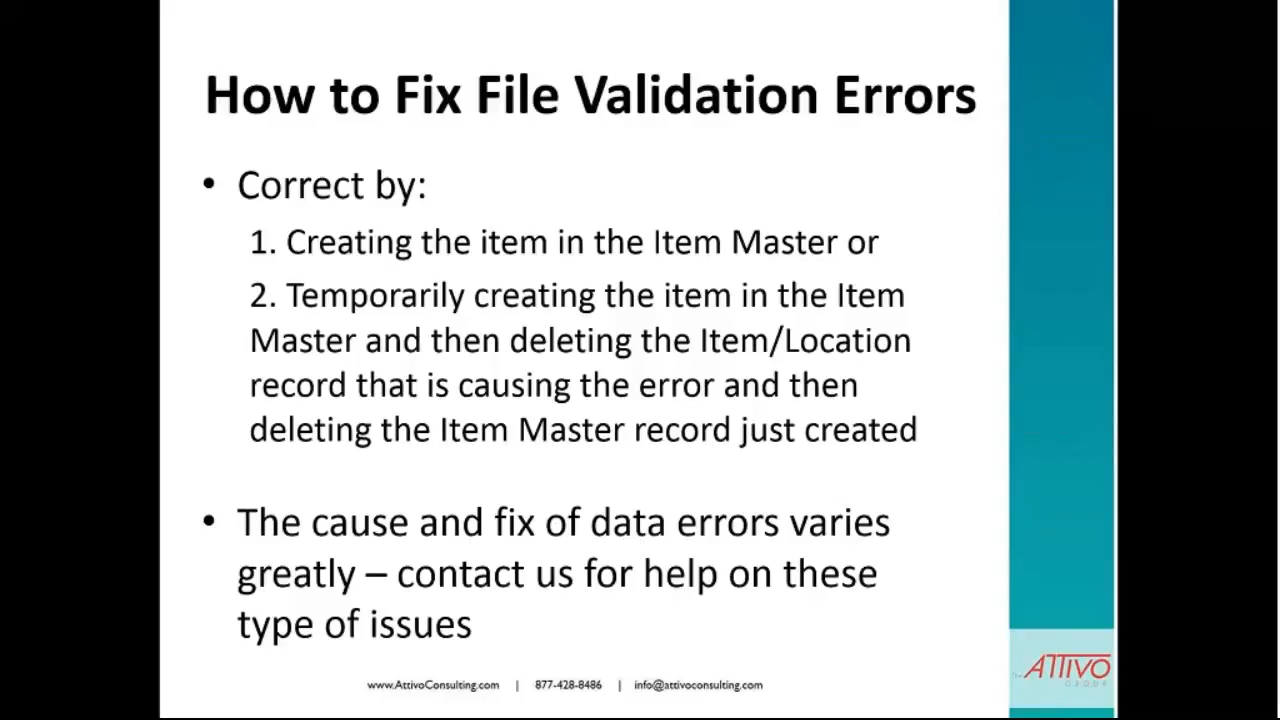 How to Fix File Validation Errors
• Correct by:
1. Creating the item in the Item Master or
2. Temporarily creating the item in the Item
Master and then deleting the Item/Location
record that is causing the error and then
deleting the Item Master record just created
• The cause and fix of data errors varies
greatly – contact us for help on these
type of issues
www.AttivoConsulting.com | 877-428-8486 | info@attivoconsulting.com
The ATTIVO
GROUP